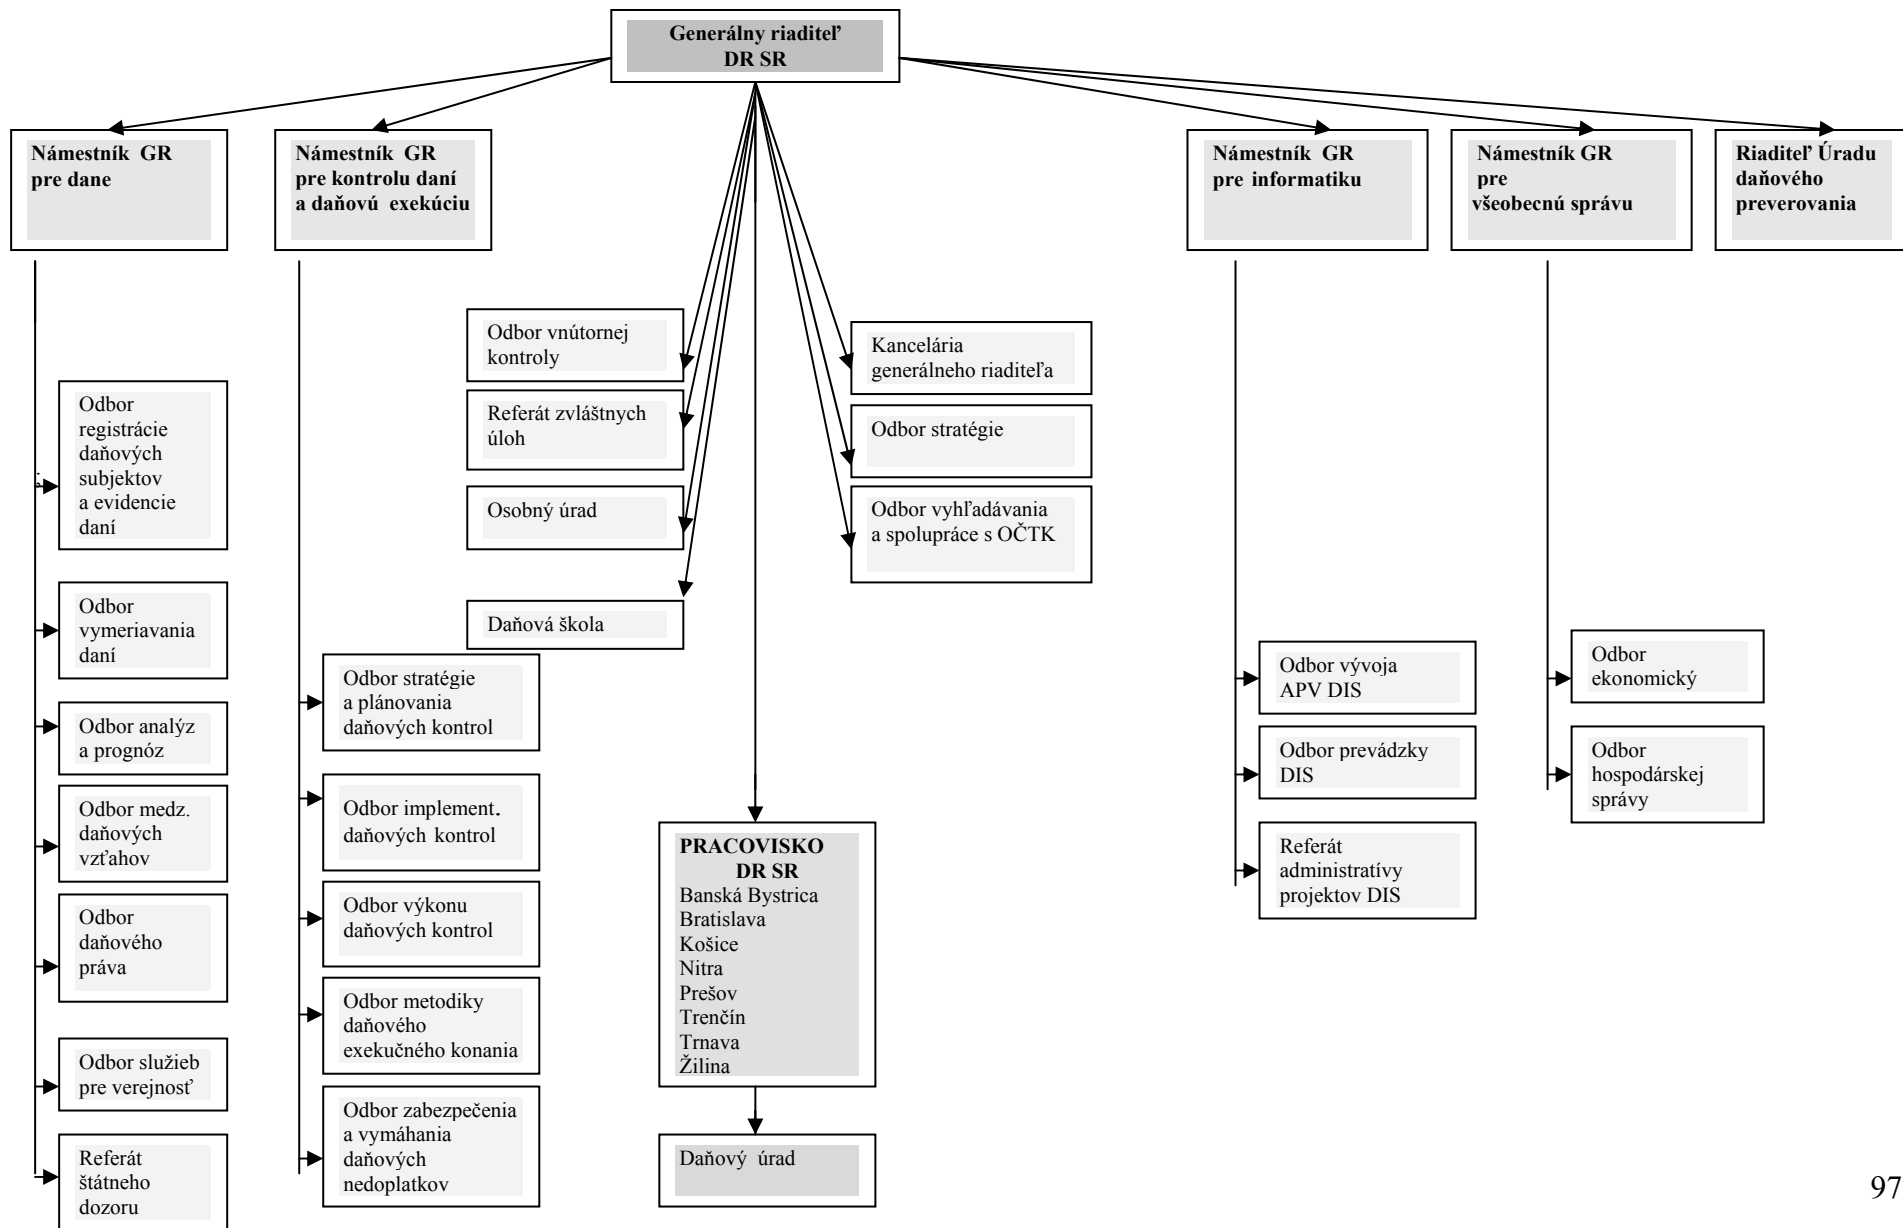 Generálny riaditeľ
DR SR
Námestník GR
pre dane
Námestník GR
pre kontrolu daní
a daňovú exekúciu
Námestník GR
pre informatiku
Námestník GR
pre
všeobecnú správu
Riaditeľ Úradu
daňového
preverovania
Odbor
registrácie
daňových
subjektov
a evidencie
daní
Odbor
vymeriavania
daní
Odbor analýz
a prognóz
Odbor medz.
daňových
vzťahov
Odbor
daňového
práva
Odbor služieb
pre verejnosť
Referát
štátneho
dozoru
Odbor stratégie
a plánovania
daňových kontrol
Odbor implement.
daňových kontrol
Odbor výkonu
daňových kontrol
Odbor metodiky
daňového
exekučného konania
Odbor zabezpečenia
a vymáhania
daňových
nedoplatkov
Odbor vnútornej
kontroly
Referát zvláštnych
úloh
Osobný úrad
Daňová škola
Kancelária
generálneho riaditeľa
Odbor stratégie
Odbor vyhľadávania
a spolupráce s OČTK
PRACOVISKO
DR SR
Banská Bystrica
Bratislava
Košice
Nitra
Prešov
Trenčín
Trnava
Žilina
Daňový úrad
Odbor vývoja
APV DIS
Odbor prevádzky
DIS
Referát
administratívy
projektov DIS
Odbor
ekonomický
Odbor
hospodárskej
správy
97